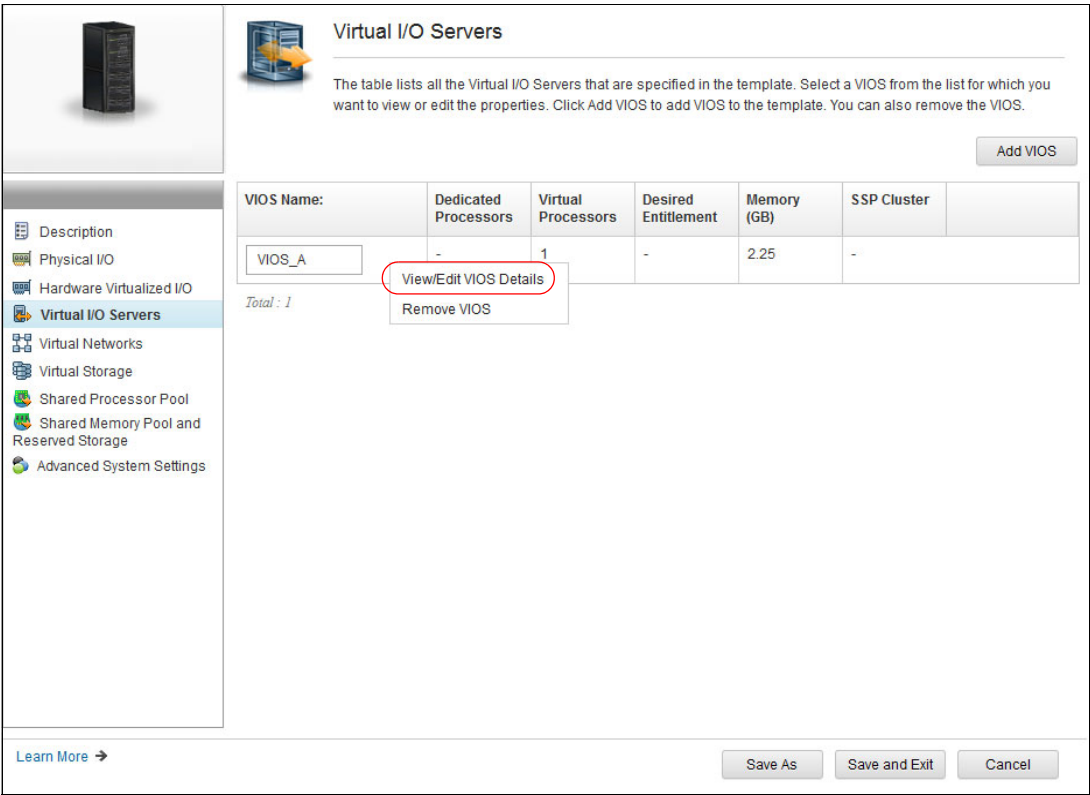 Virtual I/O Servers
The table lists all the Virtual I/O Servers that are specified in the template. Select a VIOS from the list for which you
want to view or edit the properties. Click Add VIOS to add VIOS to the template. You can also remove the VIOS.
Add VIOS
Description
Physical I/O
Hardware Virtualized I/O
Virtual I/O Servers
Virtual Networks
Virtual Storage
Shared Processor Pool
Shared Memory Pool and
Reserved Storage
Advanced System Settings
VIOS Name: Dedicated Processors Virtual Processors Desired Entitlement Memory (GB) SSP Cluster
VIOS_A - 1 - 2.25 -
View/Edit VIOS Details
Remove VIOS
Total : 1
Learn More →
Save As Save and Exit Cancel